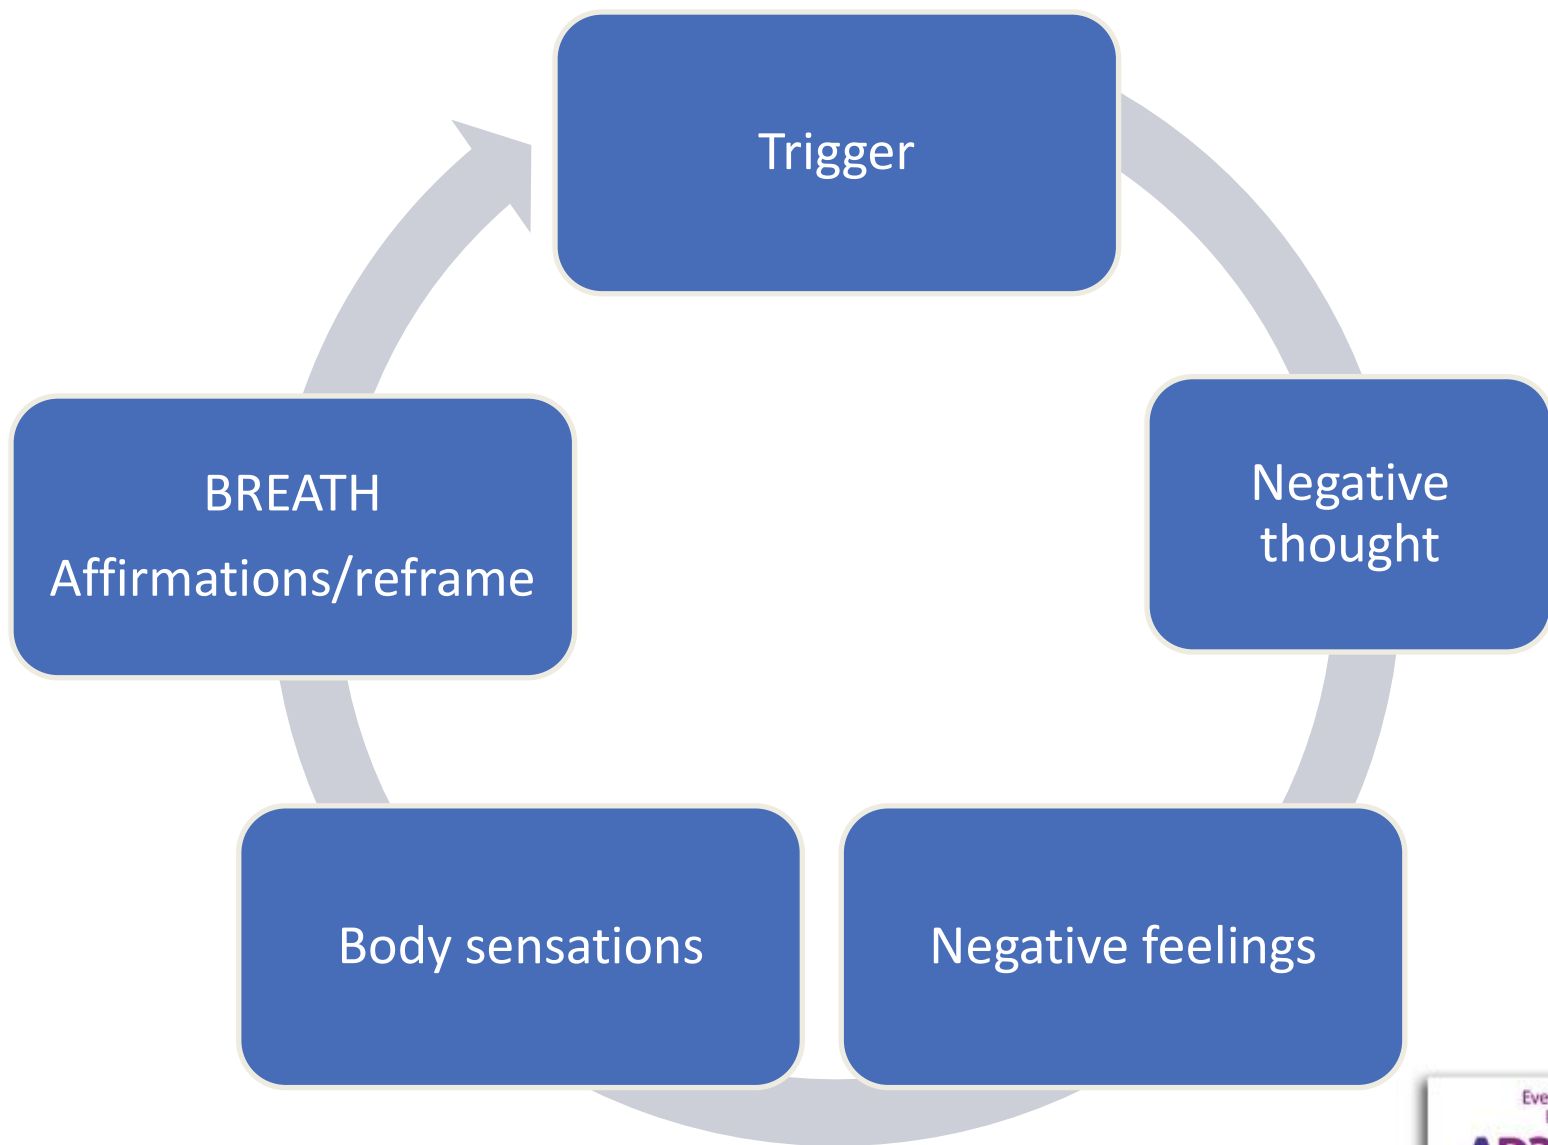 Trigger
Negative
thought
Negative feelings
Body sensations
BREATH
Affirmations/reframe